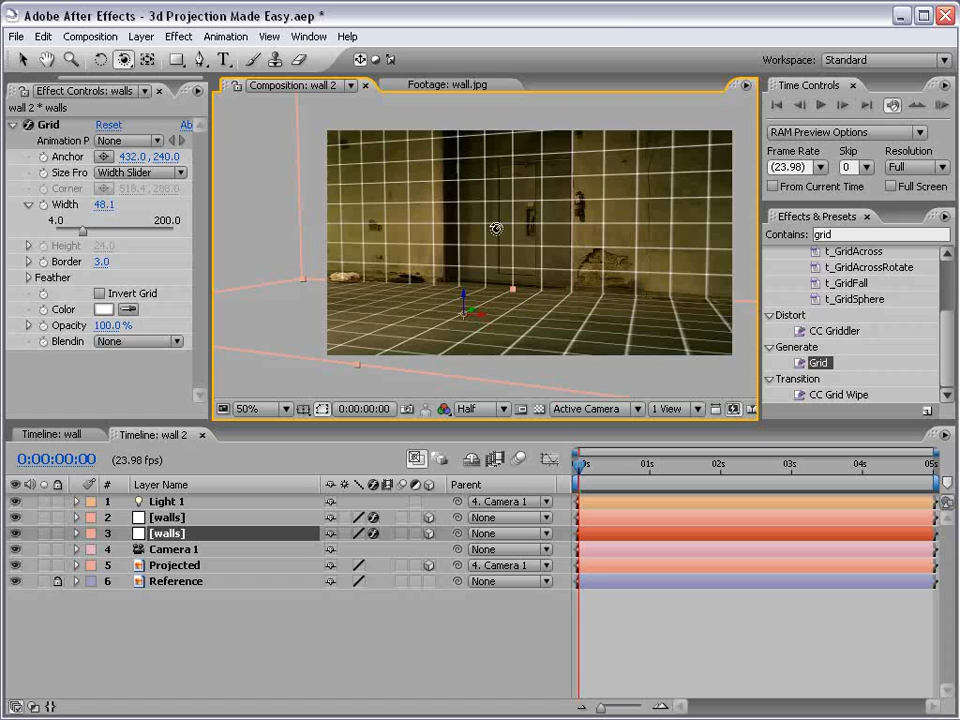 Adobe After Effects - 3d Projection Made Easy.aep *
File Edit Composition Layer Effect Animation View Window Help
Workspace: Standard
Effect Controls: walls
Composition: wall 2
Footage: wall.jpg
Time Controls
wall 2 * walls
Grid Reset Ab
Animation P None
Anchor 432.0, 240.0
Size Fro Width Slider
Corner 518.4, 288.0
Width 48.1
4.0 200.0
Height 24.0
Border 3.0
Feather
Invert Grid
Color
Opacity 100.0 %
Blendin None
RAM Preview Options
Frame Rate Skip Resolution
(23.98) 0 Full
From Current Time Full Screen
Effects & Presets
Contains: grid
t_GridAcross
t_GridAcrossRotate
t_GridFall
t_GridSphere
Distort
CC Griddler
Generate
Grid
Transition
CC Grid Wipe
50% 0:00:00:00 Half Active Camera 1 View
Timeline: wall Timeline: wall 2
0:00:00:00 (23.98 fps)
0s 01s 02s 03s 04s 05s
# Layer Name Parent
1 Light 1 4. Camera 1
2 [walls] None
3 [walls] None
4 Camera 1 None
5 Projected 4. Camera 1
6 Reference None